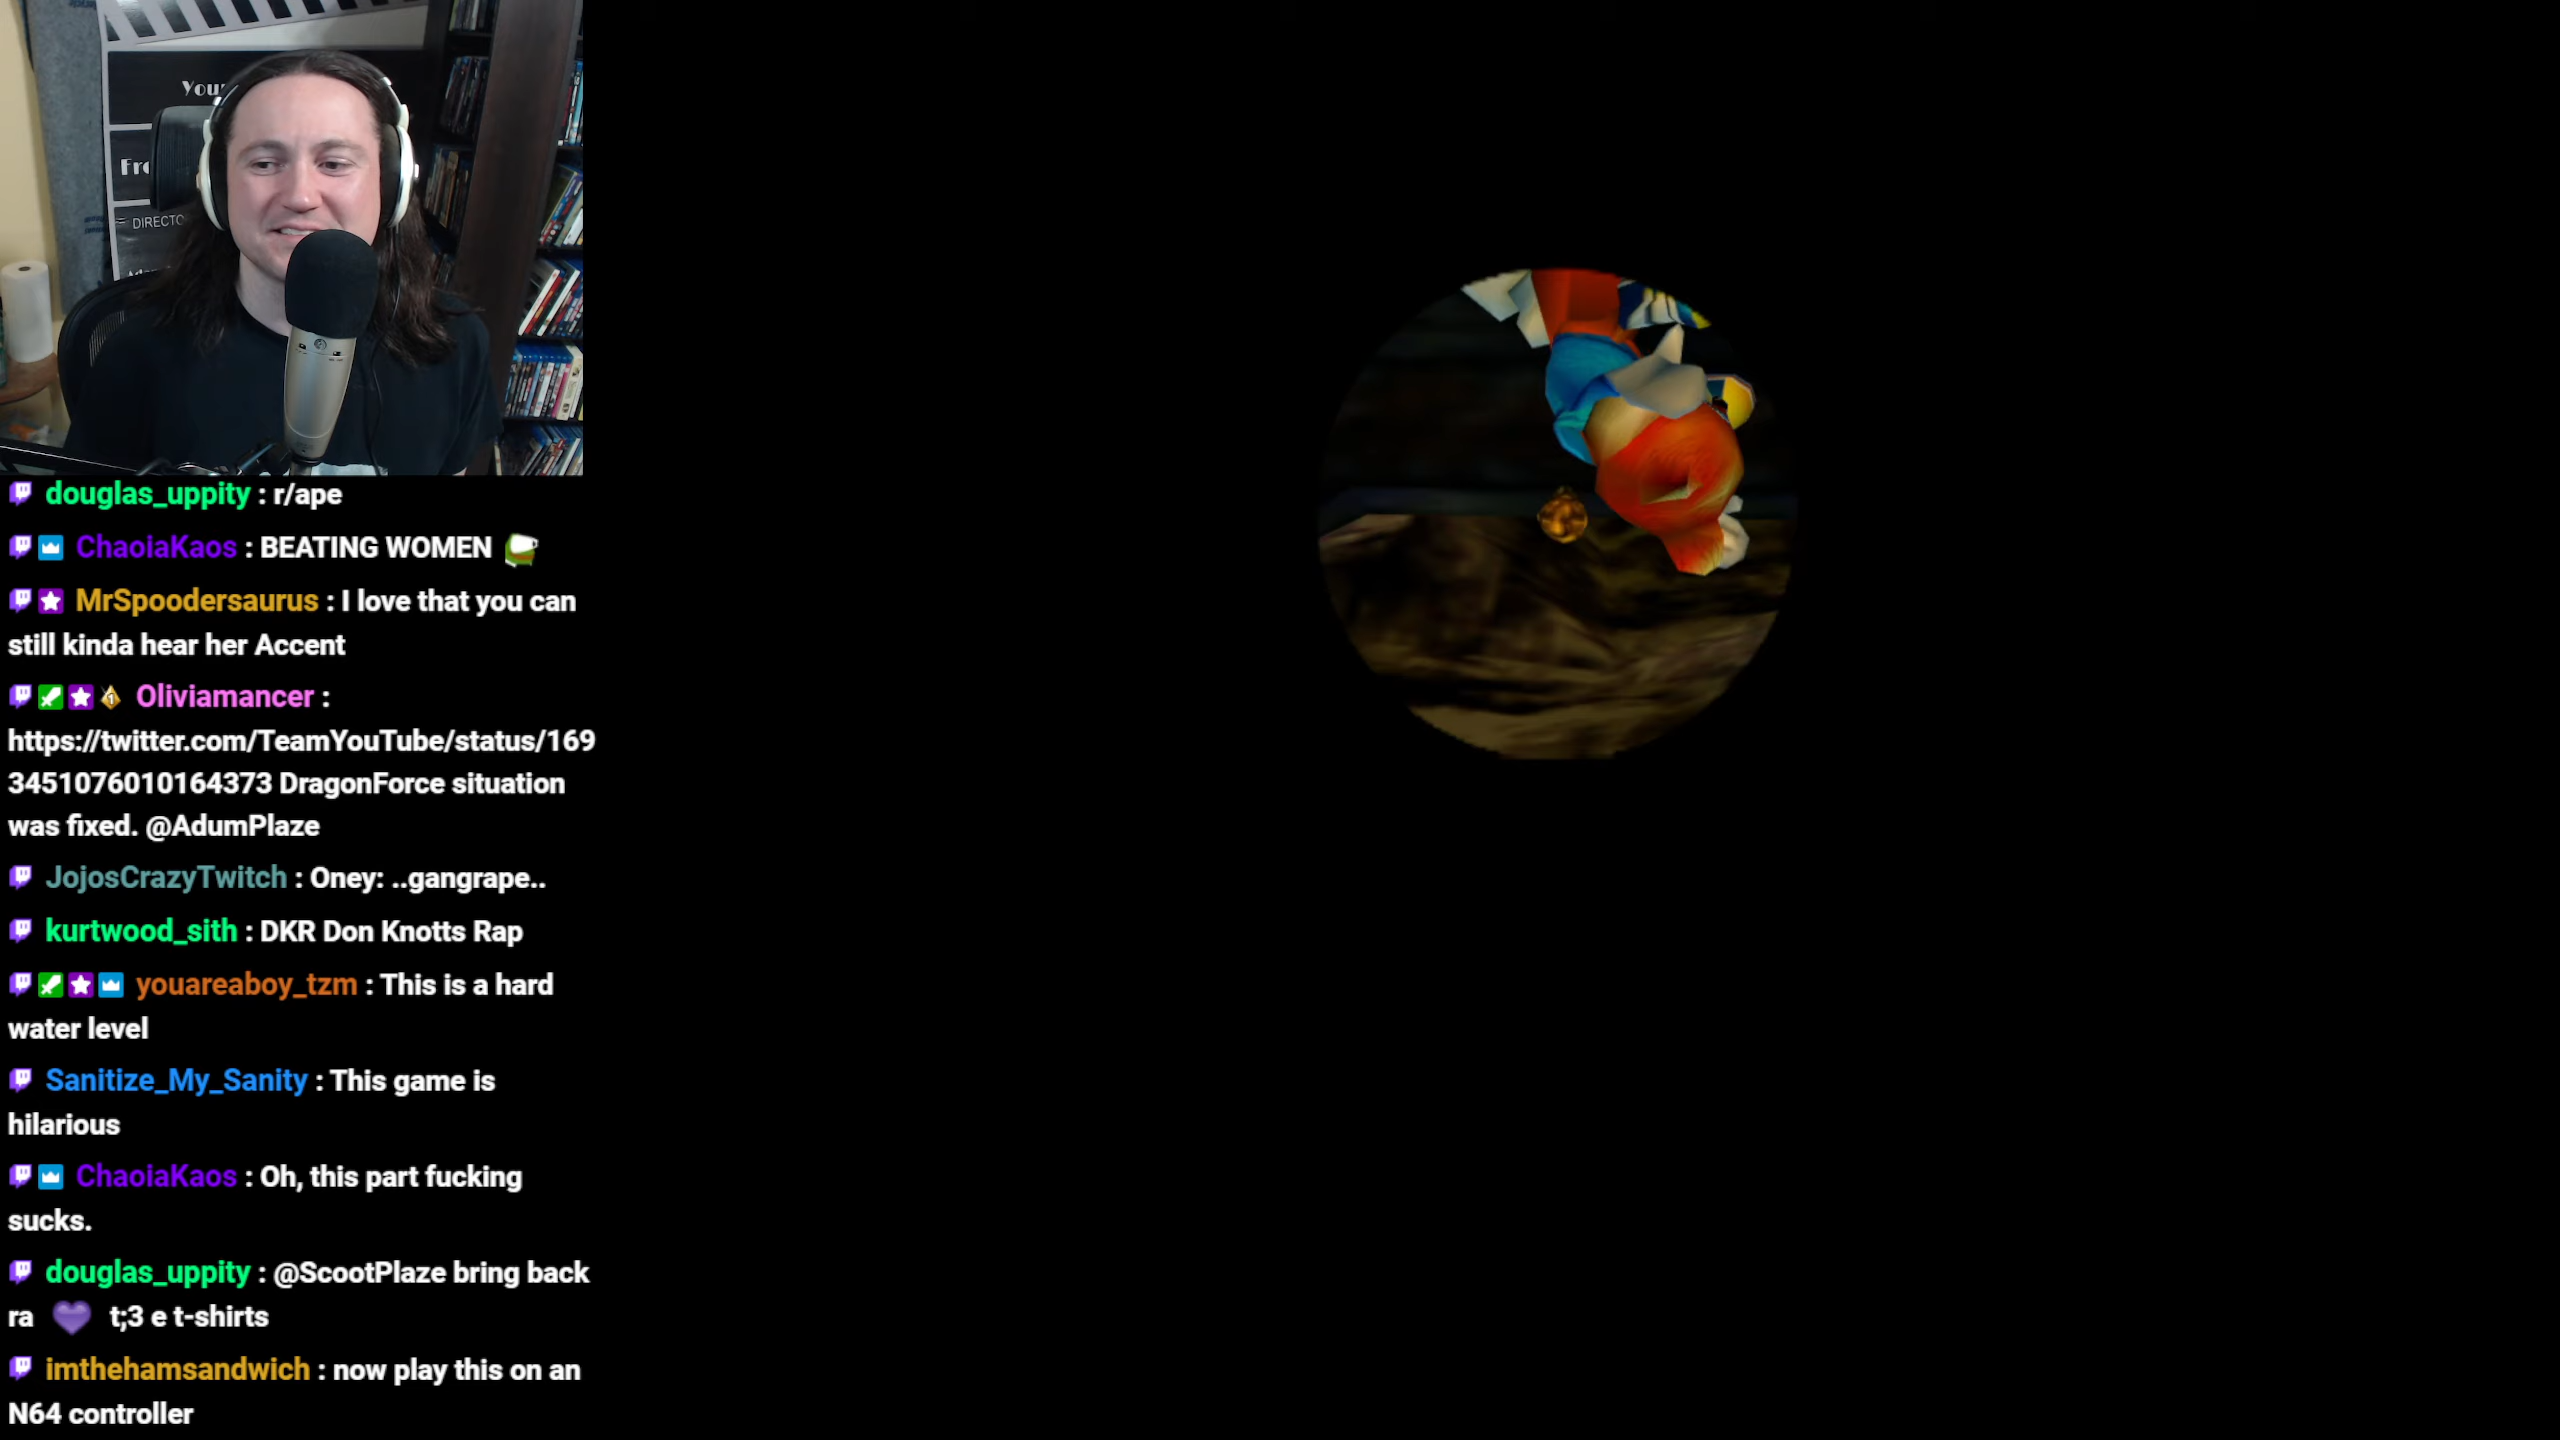 You
Fr
DIRECTO
douglas_uppity : r/ape
ChaoiaKaos : BEATING WOMEN
MrSpoodersaurus : I love that you can
still kinda hear her Accent
Oliviamancer :
https://twitter.com/TeamYouTube/status/169
3451076010164373 DragonForce situation
was fixed. @AdumPlaze
JojosCrazyTwitch : Oney: ..gangrape..
kurtwood_sith : DKR Don Knotts Rap
youareaboy_tzm : This is a hard
water level
Sanitize_My_Sanity : This game is
hilarious
ChaoiaKaos : Oh, this part fucking
sucks.
douglas_uppity : @ScootPlaze bring back
ra 💜 t;3 e t-shirts
imthehamsandwich : now play this on an
N64 controller